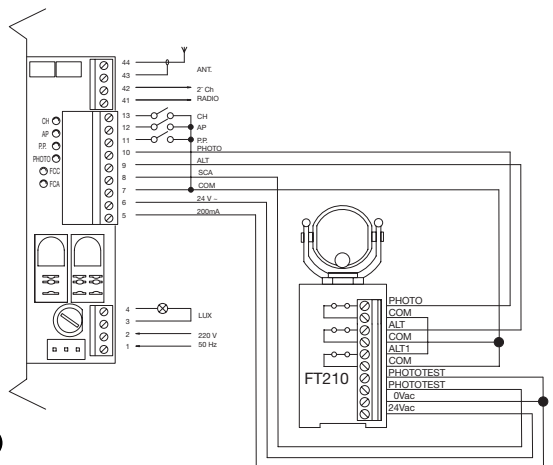 44
43
ANT.
42
2° Ch
41
RADIO
13
CH
12
AP
11
P.P.
10
PHOTO
9
ALT
8
SCA
7
COM
6
24 V ~
5
200mA
CH
AP
P.P.
PHOTO
FCC
FCA
4
3
LUX
2
220 V
1
50 Hz
PHOTO
COM
ALT
COM
ALT1
COM
FT210
PHOTOTEST
PHOTOTEST
0Vac
24Vac